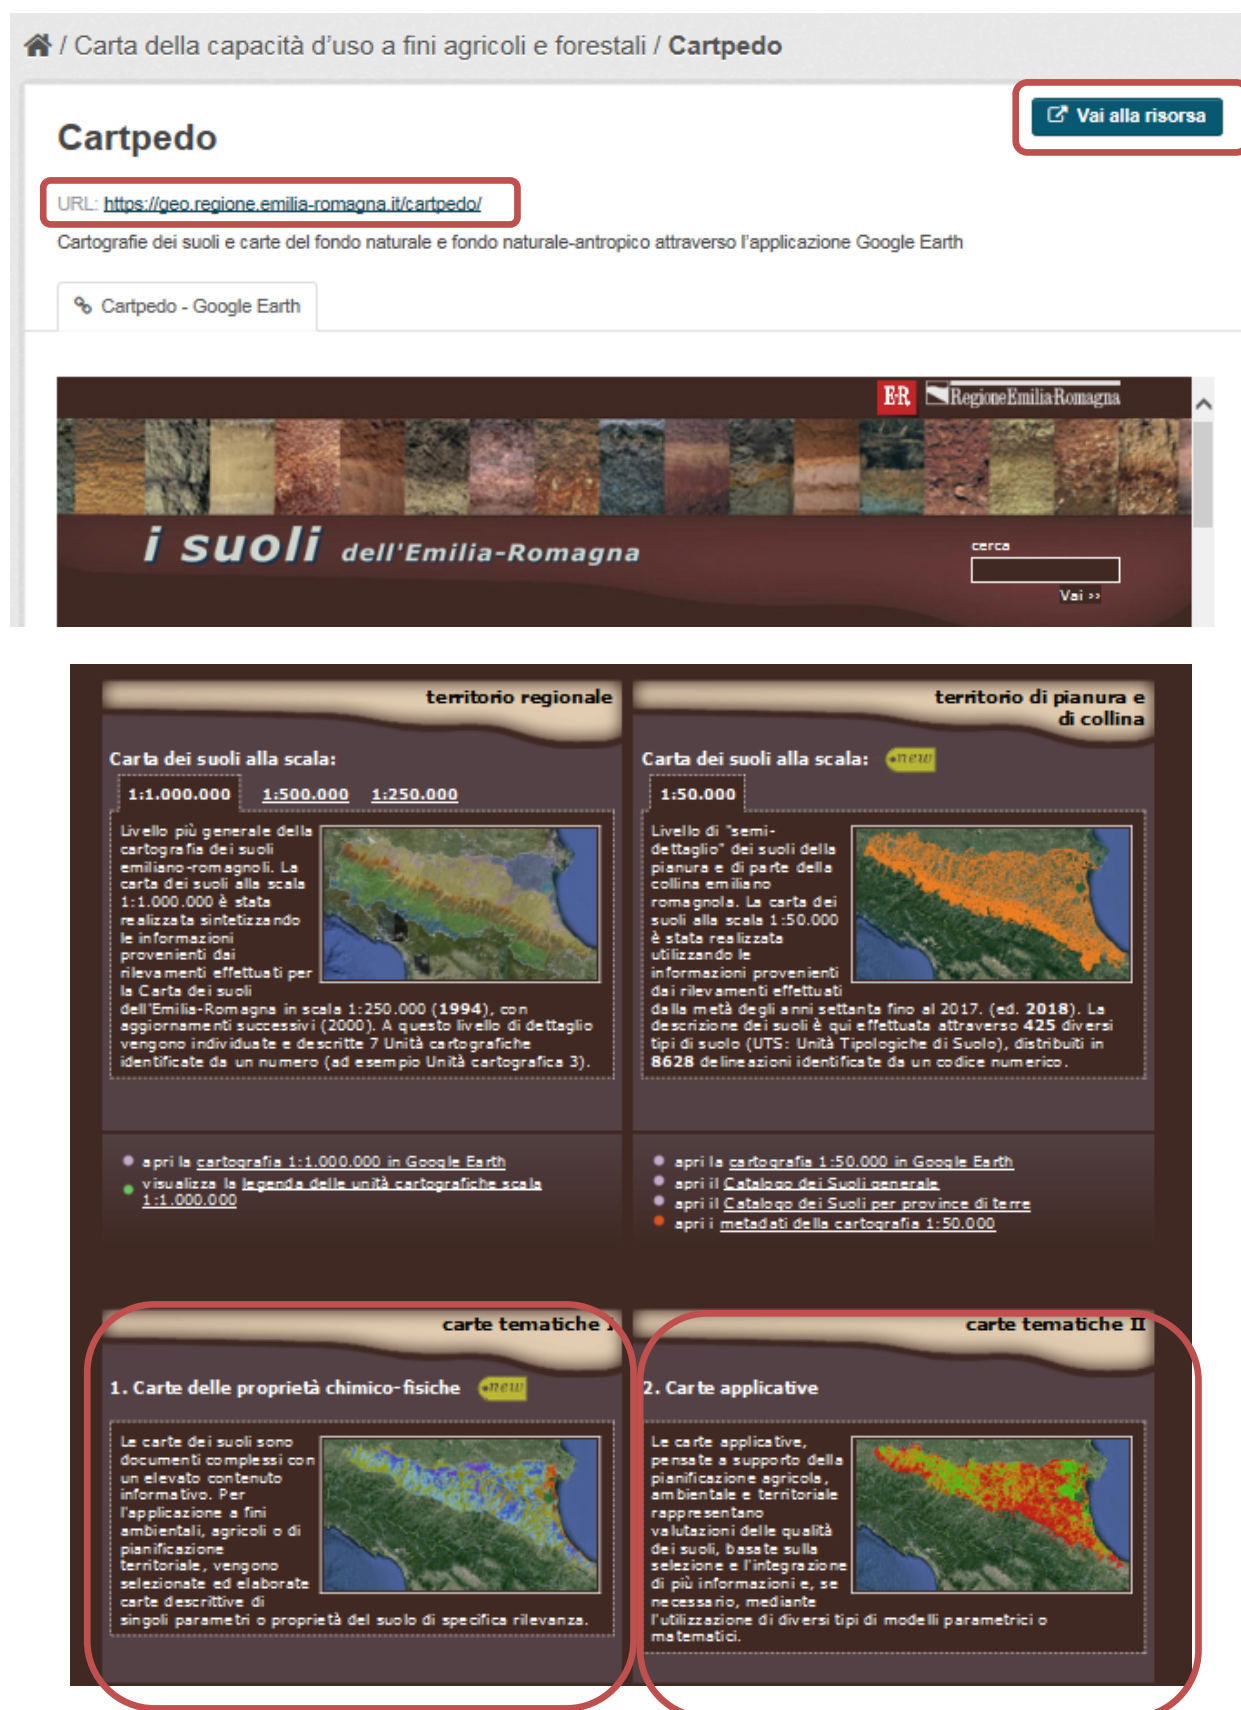 / Carta della capacità d’uso a fini agricoli e forestali / Cartpedo
Vai alla risorsa
Cartpedo
URL: https://geo.regione.emilia-romagna.it/cartpedo/
Cartografie dei suoli e carte del fondo naturale e fondo naturale-antropico attraverso l’applicazione Google Earth
Cartpedo - Google Earth
E·R RegioneEmilia-Romagna
i suoli dell'Emilia-Romagna
cerca
Vai >>
territorio regionale
Carta dei suoli alla scala:
1:1.000.000 1:500.000 1:250.000
Livello più generale della
cartografia dei suoli
emiliano-romagnoli. La
carta dei suoli alla scala
1:1.000.000 è stata
realizzata sintetizzando
le informazioni
provenienti dai
rilevamenti effettuati per
la Carta dei suoli
dell'Emilia-Romagna in scala 1:250.000 (1994), con
aggiornamenti successivi (2000). A questo livello di dettaglio
vengono individuate e descritte 7 Unità cartografiche
identificate da un numero (ad esempio Unità cartografica 3).
apri la cartografia 1:1.000.000 in Google Earth
visualizza la legenda delle unità cartografiche scala
1:1.000.000
territorio di pianura e
di collina
Carta dei suoli alla scala: new
1:50.000
Livello di "semi-
dettaglio" dei suoli della
pianura e di parte della
collina emiliano
romagnola. La carta dei
suoli alla scala 1:50.000
è stata realizzata
utilizzando le
informazioni provenienti
dai rilevamenti effettuati
dalla metà degli anni settanta fino al 2017. (ed. 2018). La
descrizione dei suoli è qui effettuata attraverso 425 diversi
tipi di suolo (UTS: Unità Tipologiche di Suolo), distribuiti in
8628 delineazioni identificate da un codice numerico.
apri la cartografia 1:50.000 in Google Earth
apri il Catalogo dei Suoli generale
apri il Catalogo dei Suoli per province di terre
apri i metadati della cartografia 1:50.000
carte tematiche I
1. Carte delle proprietà chimico-fisiche new
Le carte dei suoli sono
documenti complessi con
un elevato contenuto
informativo. Per
l'applicazione a fini
ambientali, agricoli o di
pianificazione
territoriale, vengono
selezionate ed elaborate
carte descrittive di
singoli parametri o proprietà del suolo di specifica rilevanza.
carte tematiche II
2. Carte applicative
Le carte applicative,
pensate a supporto della
pianificazione agricola,
ambientale e territoriale
rappresentano
valutazioni delle qualità
dei suoli, basate sulla
selezione e l'integrazione
di più informazioni e, se
necessario, mediante
l'utilizzazione di diversi tipi di modelli parametrici o
matematici.